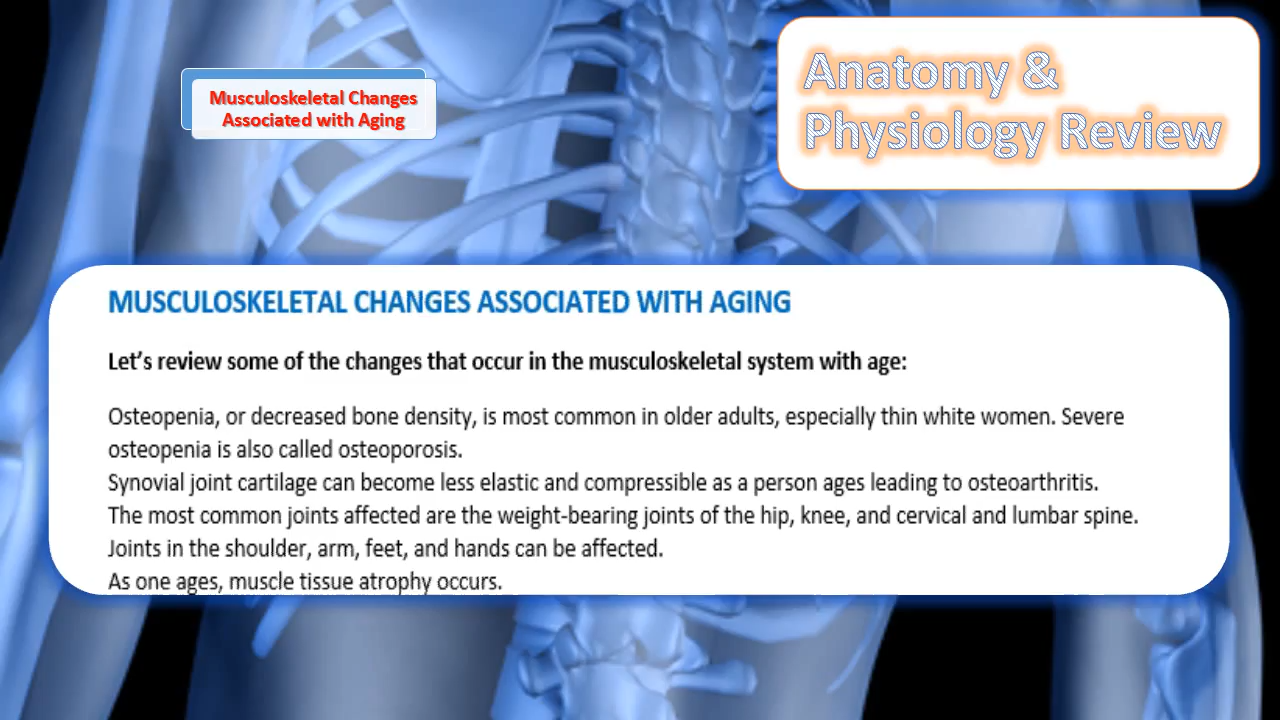 Musculoskeletal Changes
Associated with Aging
Anatomy &
Physiology Review
MUSCULOSKELETAL CHANGES ASSOCIATED WITH AGING
Let’s review some of the changes that occur in the musculoskeletal system with age:
Osteopenia, or decreased bone density, is most common in older adults, especially thin white women. Severe
osteopenia is also called osteoporosis.
Synovial joint cartilage can become less elastic and compressible as a person ages leading to osteoarthritis.
The most common joints affected are the weight-bearing joints of the hip, knee, and cervical and lumbar spine.
Joints in the shoulder, arm, feet, and hands can be affected.
As one ages, muscle tissue atrophy occurs.